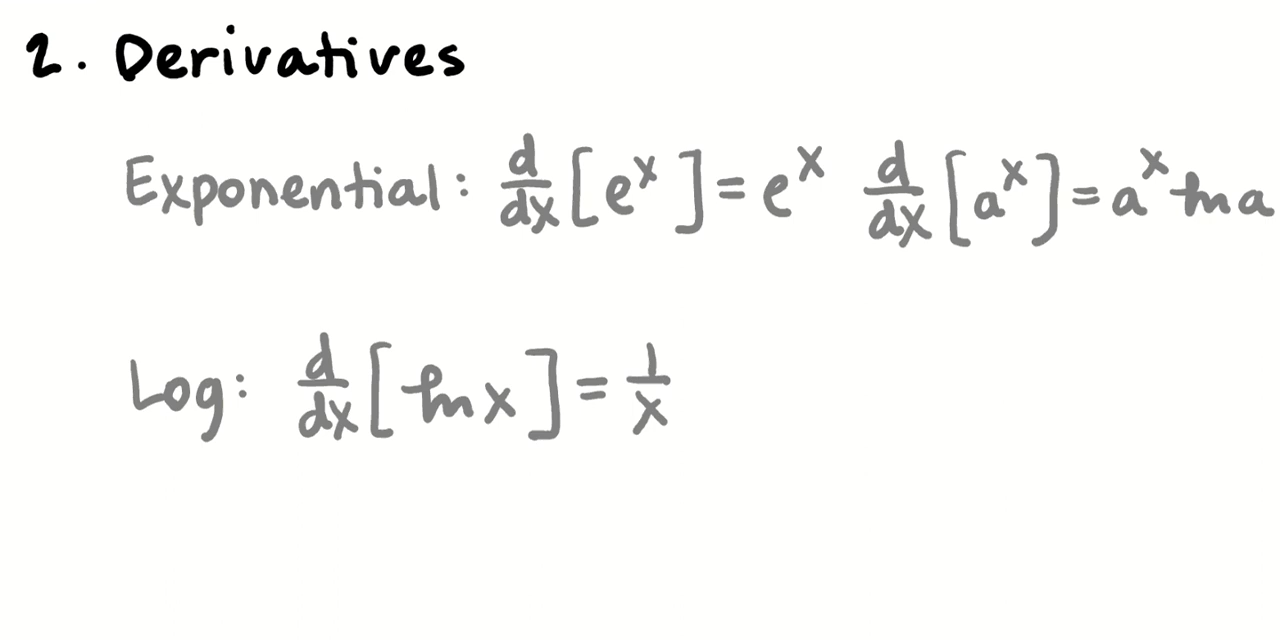 2. Derivatives
Exponential: d/dx [e^x] = e^x d/dx [a^x] = a^x ln a
Log: d/dx [ln x] = 1/x